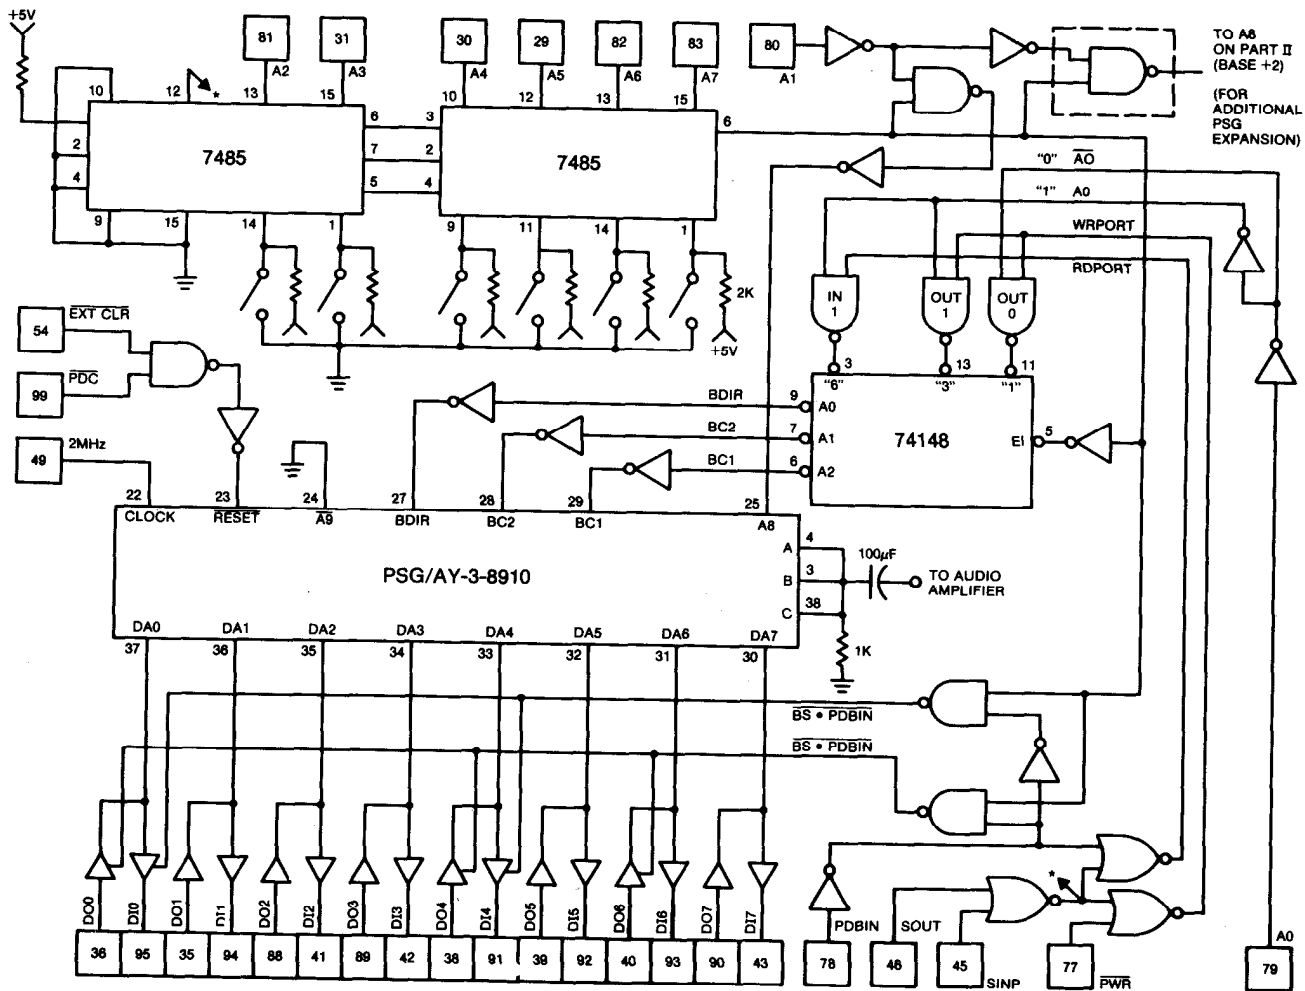 +5V
81
31
30
29
82
83
80
TO A8
ON PART II
(BASE +2)
(FOR
ADDITIONAL
PSG
EXPANSION)
A2
A3
A4
A5
A6
A7
A1
10
12
*
13
15
10
12
13
15
2
4
7485
6
7
5
3
2
4
7485
6
"0" A0
"1" A0
WRPORT
RDPORT
9
15
14
1
9
11
14
1
2K
+5V
IN
1
OUT
1
OUT
0
54
EXT CLR
99
PDC
49
2MHz
3
13
11
"6"
"3"
"1"
BDIR
9
A0
BC2
7
A1
BC1
6
A2
74148
EI
5
22
23
24
27
28
29
25
CLOCK
RESET
A9
BDIR
BC2
BC1
A8
PSG/AY-3-8910
A
4
B
3
C
38
100µF
TO AUDIO
AMPLIFIER
1K
DA0
DA1
DA2
DA3
DA4
DA5
DA6
DA7
37
36
35
34
33
32
31
30
BS • PDBIN
BS • PDBIN
*
DO0
DI0
DO1
DI1
DO2
DI2
DO3
DI3
DO4
DI4
DO5
DI5
DO6
DI6
DO7
DI7
PDBIN
SOUT
SINP
PWR
A0
36
95
35
94
88
41
89
42
38
91
39
92
40
93
90
43
78
46
45
77
79